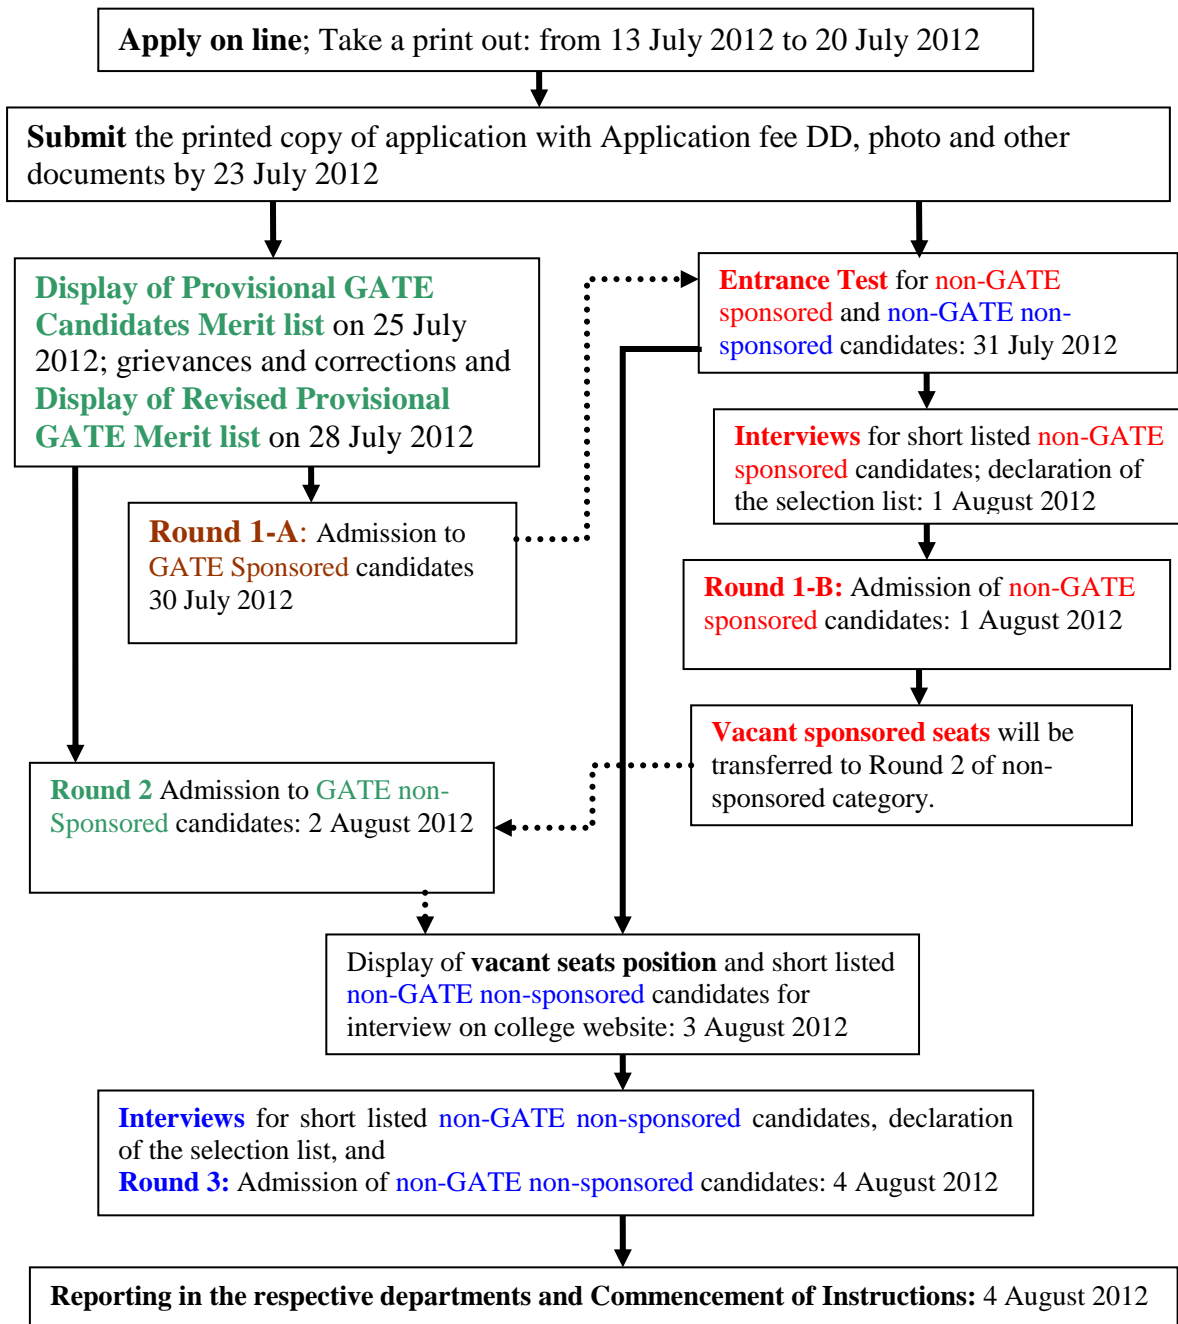 Apply on line; Take a print out: from 13 July 2012 to 20 July 2012
Submit the printed copy of application with Application fee DD, photo and other
documents by 23 July 2012
Display of Provisional GATE
Candidates Merit list on 25 July
2012; grievances and corrections and
Display of Revised Provisional
GATE Merit list on 28 July 2012
Entrance Test for non-GATE
sponsored and non-GATE non-
sponsored candidates: 31 July 2012
Interviews for short listed non-GATE
sponsored candidates; declaration of
the selection list: 1 August 2012
Round 1-A: Admission to
GATE Sponsored candidates
30 July 2012
Round 1-B: Admission of non-GATE
sponsored candidates: 1 August 2012
Vacant sponsored seats will be
transferred to Round 2 of non-
sponsored category.
Round 2 Admission to GATE non-
Sponsored candidates: 2 August 2012
Display of vacant seats position and short listed
non-GATE non-sponsored candidates for
interview on college website: 3 August 2012
Interviews for short listed non-GATE non-sponsored candidates, declaration
of the selection list, and
Round 3: Admission of non-GATE non-sponsored candidates: 4 August 2012
Reporting in the respective departments and Commencement of Instructions: 4 August 2012